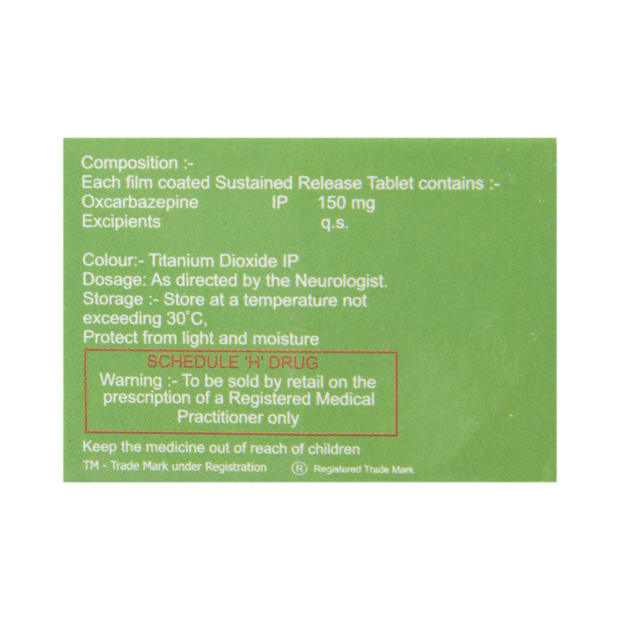 Composition :-
Each film coated Sustained Release Tablet contains :-
Oxcarbazepine IP 150 mg
Excipients q.s.
Colour:- Titanium Dioxide IP
Dosage: As directed by the Neurologist.
Storage :- Store at a temperature not
exceeding 30°C,
Protect from light and moisture
SCHEDULE 'H' DRUG
Warning :- To be sold by retail on the
prescription of a Registered Medical
Practitioner only
Keep the medicine out of reach of children
TM - Trade Mark under Registration ® Registered Trade Mark